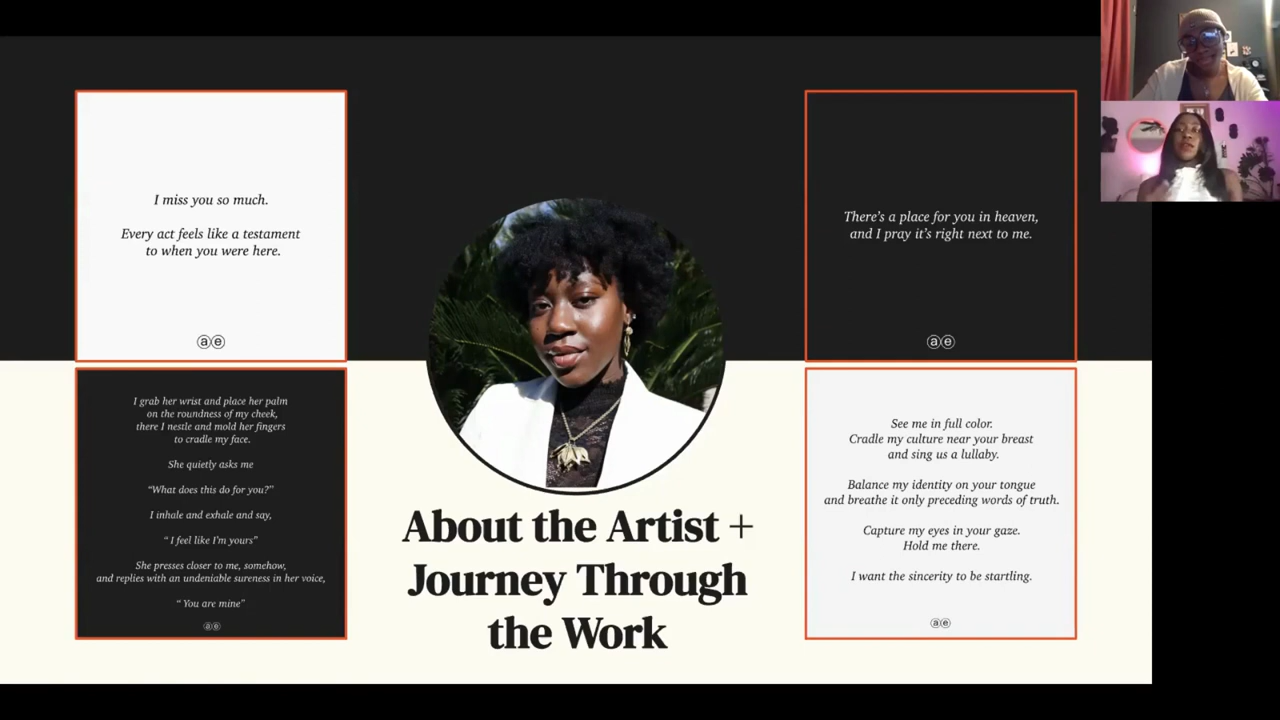 I miss you so much.
Every act feels like a testament
to when you were here.
ae
I grab her wrist and place her palm
on the roundness of my cheek,
there I nestle and mold her fingers
to cradle my face.
She quietly asks me
“What does this do for you?”
I inhale and exhale and say,
“ I feel like I'm yours”
She presses closer to me, somehow,
and replies with an undeniable sureness in her voice,
“ You are mine”
ae
About the Artist +
Journey Through
the Work
There's a place for you in heaven,
and I pray it's right next to me.
ae
See me in full color.
Cradle my culture near your breast
and sing us a lullaby.
Balance my identity on your tongue
and breathe it only preceding words of truth.
Capture my eyes in your gaze.
Hold me there.
I want the sincerity to be startling.
ae